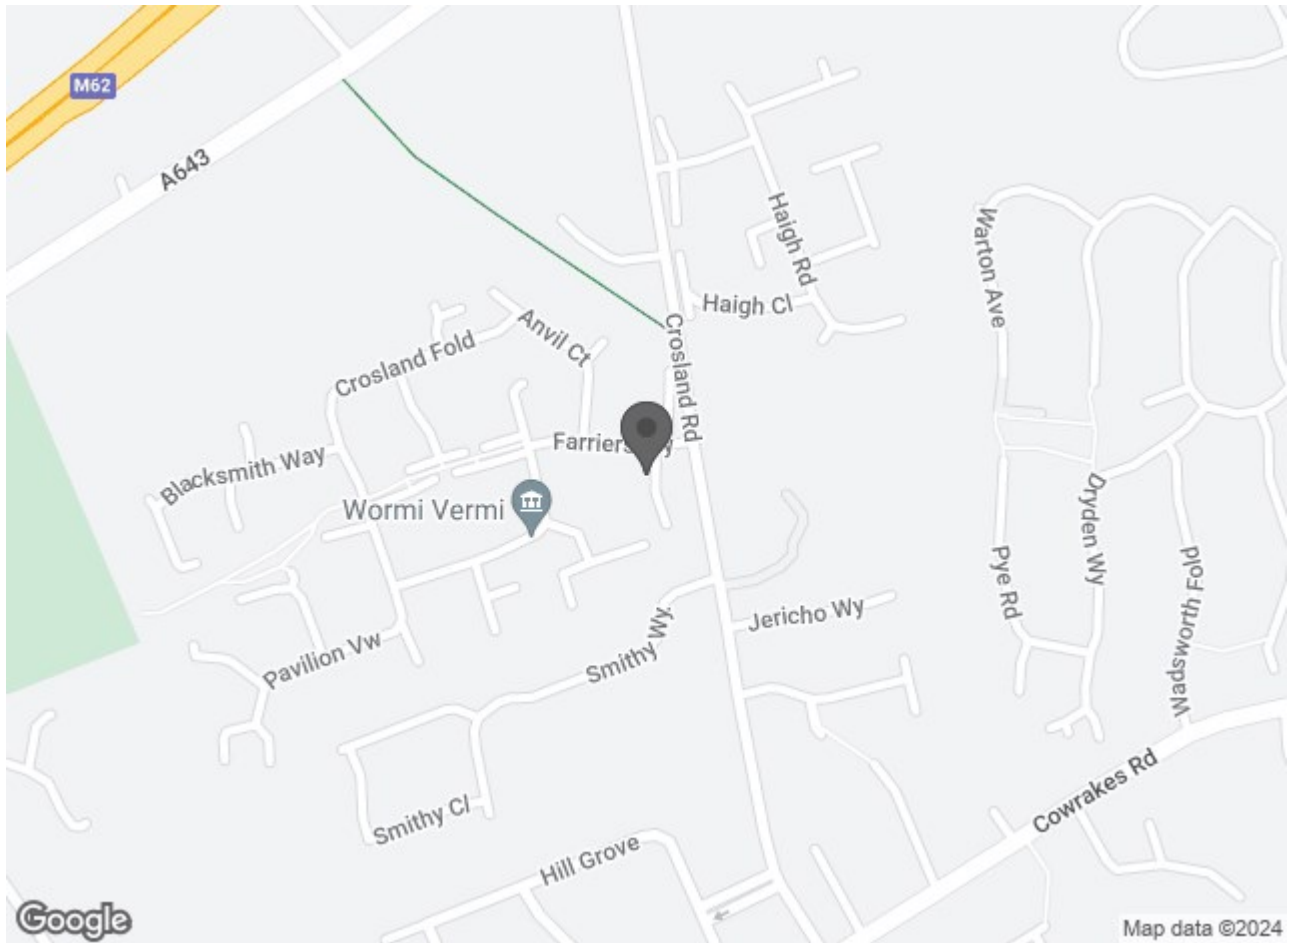 M62
A643
Haigh Rd
Warton Ave
Haigh Cl
Anvil Ct
Crosland Fold
Crosland Rd
Farriers
Blacksmith Way
Wormi Vermi
Dryden Wy
Pye Rd
Wadsworth Fold
Jericho Wy
Smithy Wy
Pavilion Vw
Cowrakes Rd
Smithy Cl
Hill Grove
Google
Map data ©2024